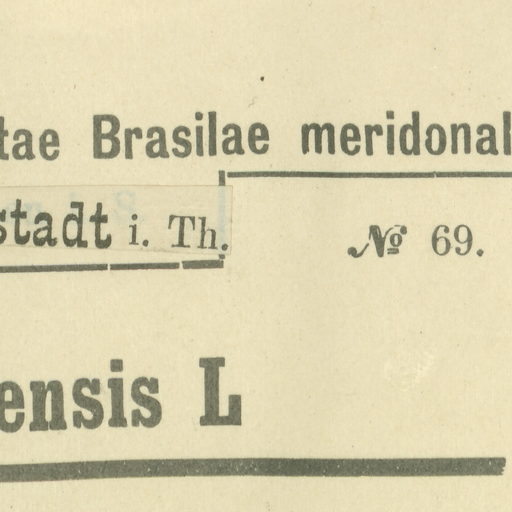 tae Brasilae meridonal
stadt i. Th.
№ 69.
ensis L